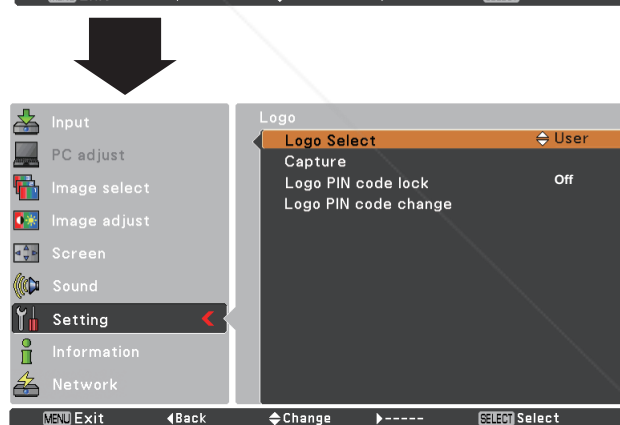 Input
PC adjust
Image select
Image adjust
Screen
Sound
Setting
Information
Network
Logo
Logo Select User
Capture
Logo PIN code lock Off
Logo PIN code change
MENU Exit ◀Back Change ▶----- SELECT Select